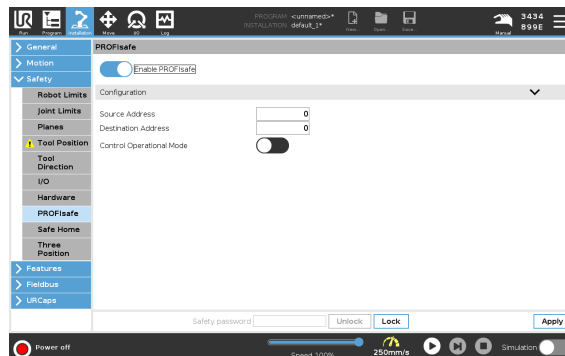 PROGRAM <unnamed>*
INSTALLATION default_1*
3434
899E
Run Program Installation Move I/O Log New... Open... Save... Manual
General
Motion
Safety
Robot Limits
Joint Limits
Planes
Tool Position
Tool
Direction
I/O
Hardware
PROFIsafe
Safe Home
Three
Position
Features
Fieldbus
URCaps
PROFIsafe
Enable PROFIsafe
Configuration
Source Address 0
Destination Address 0
Control Operational Mode
Safety password Unlock Lock Apply
Power off
Speed 100%
250mm/s
Simulation